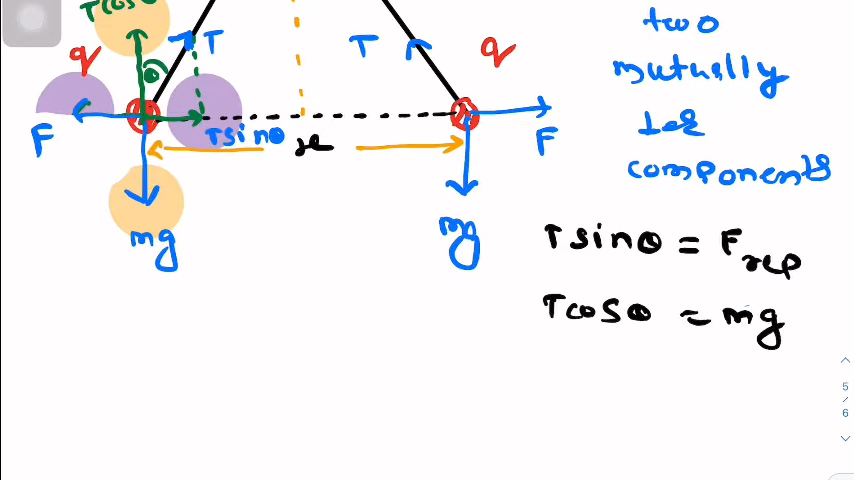 Tcosθ
two
T
T
q
q
mutually
θ
F
Tsinθ
x
F
⊥er
components
mg
mg
Tsinθ = Frep
Tcosθ = mg
5
/
6